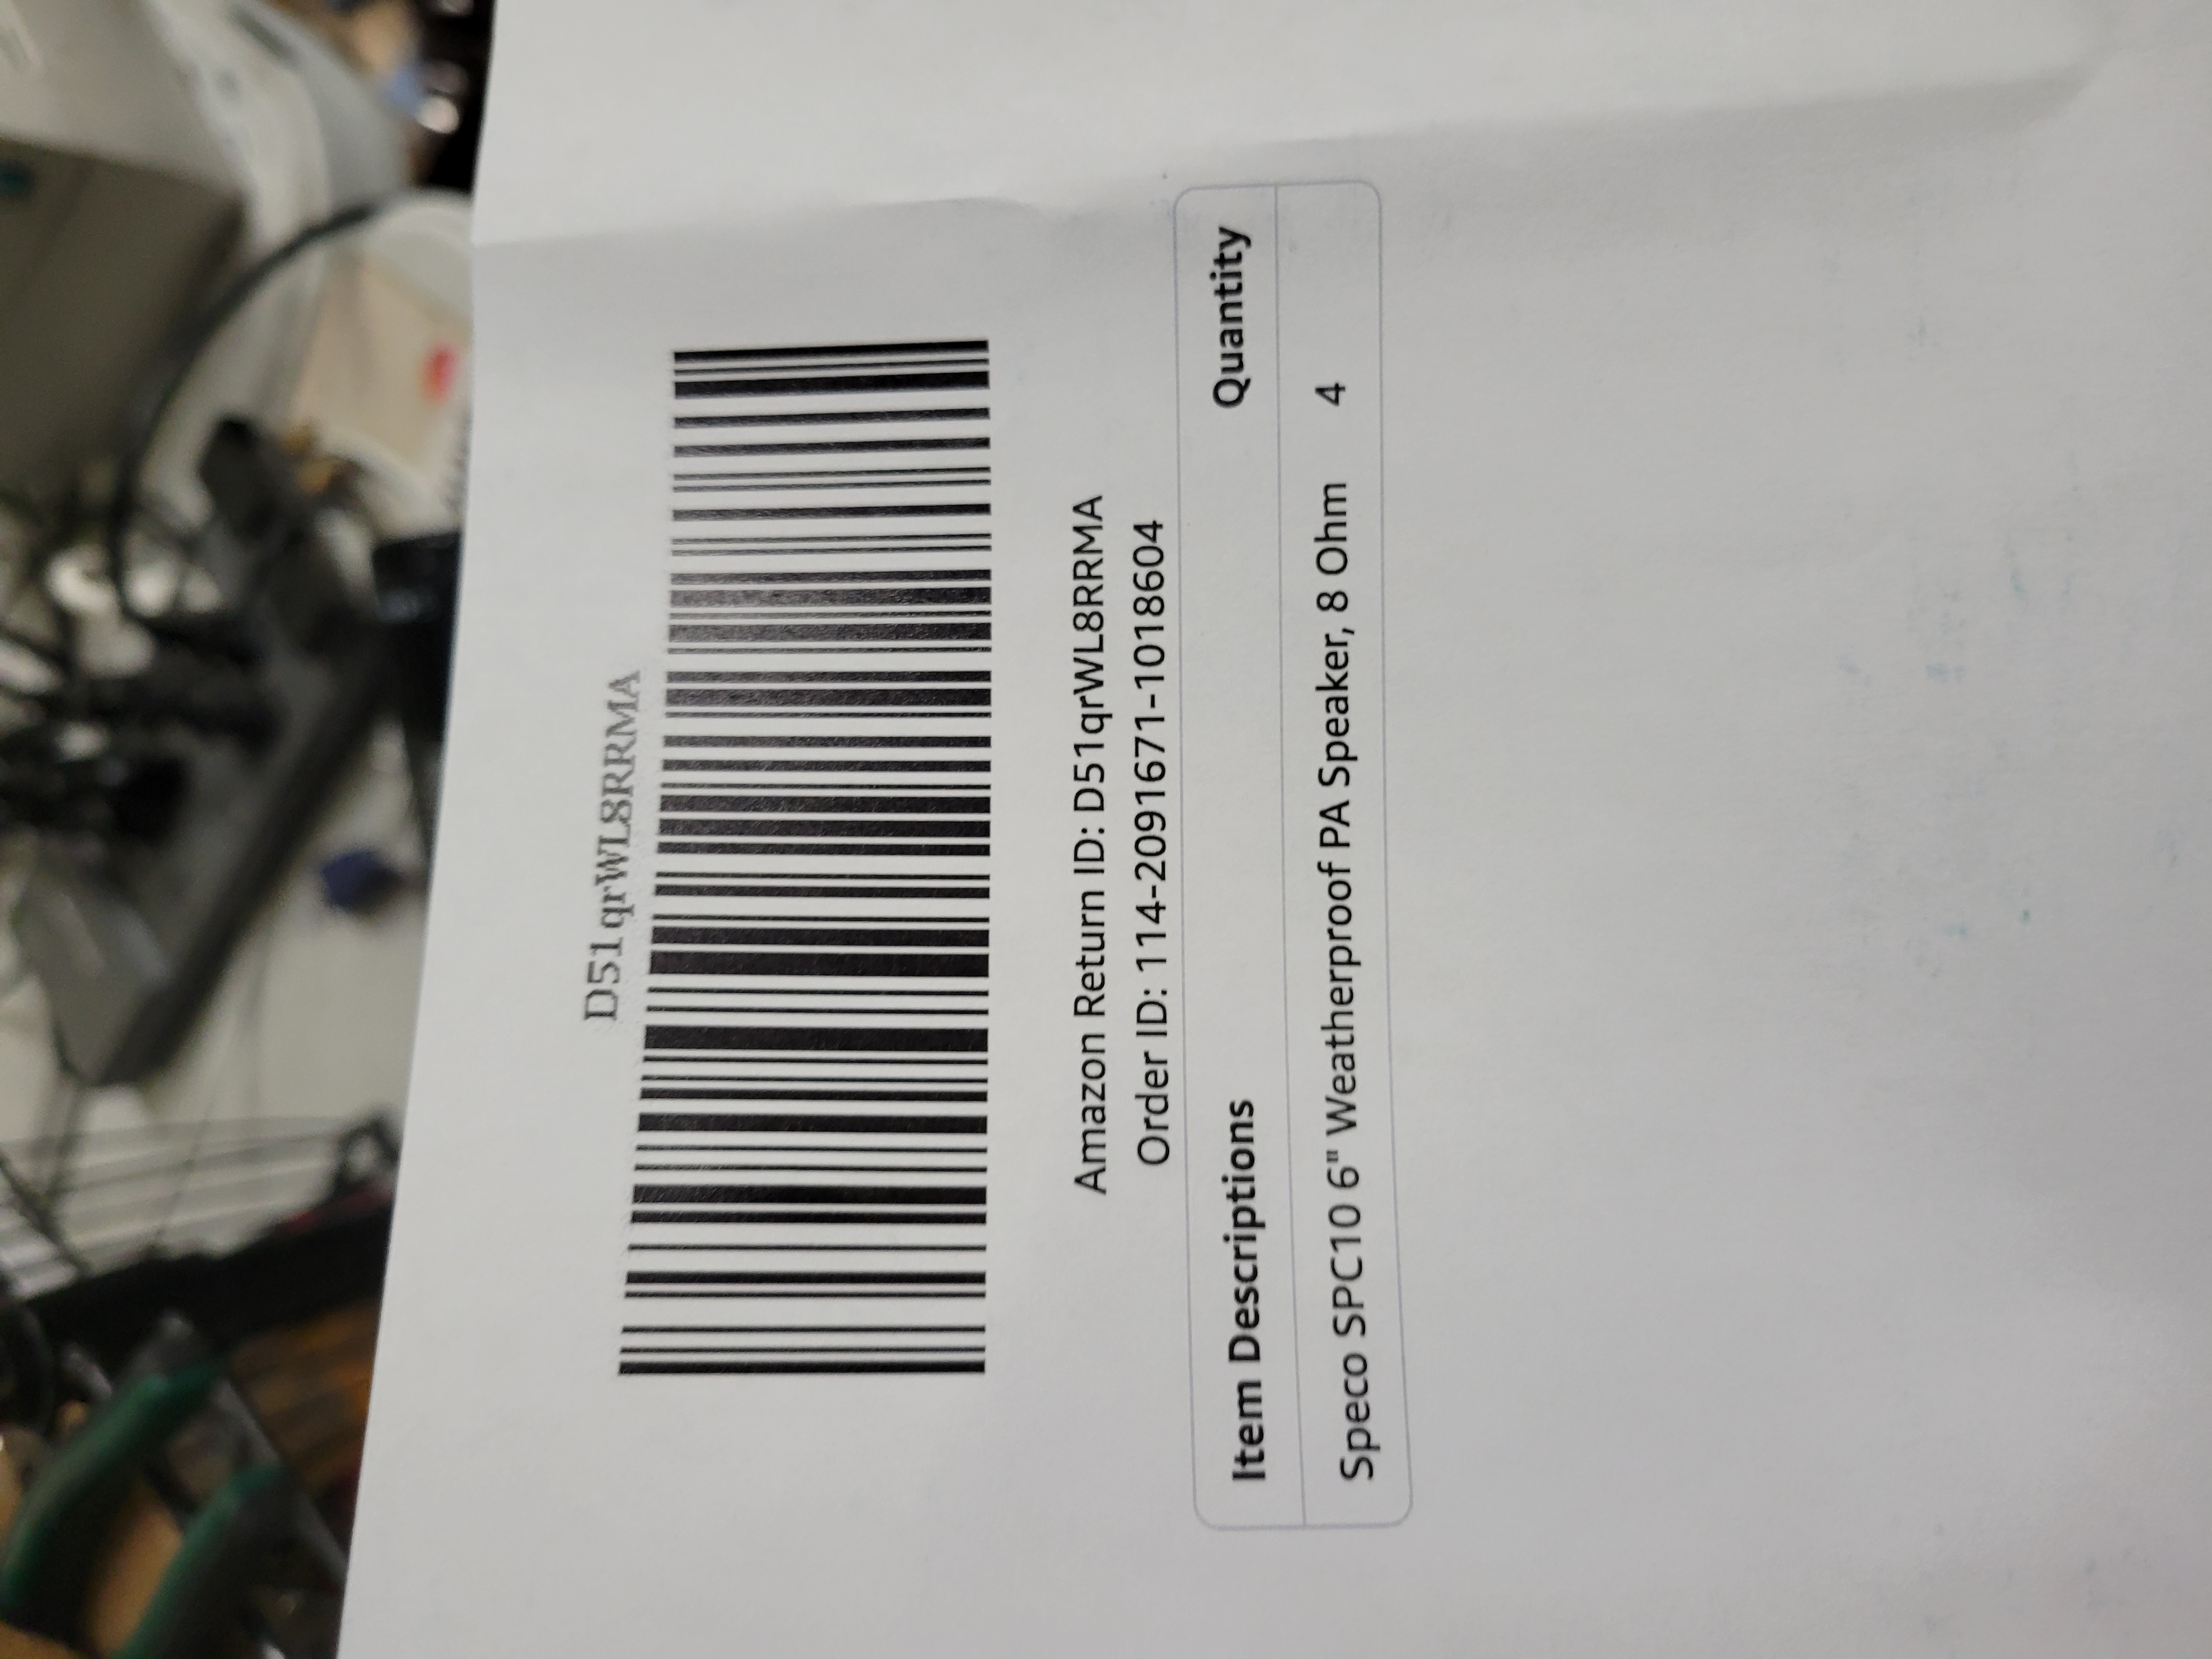 D51qrWL8RRMA
Amazon Return ID: D51qrWL8RRMA
Order ID: 114-2091671-1018604
Item Descriptions Quantity
Speco SPC10 6" Weatherproof PA Speaker, 8 Ohm 4